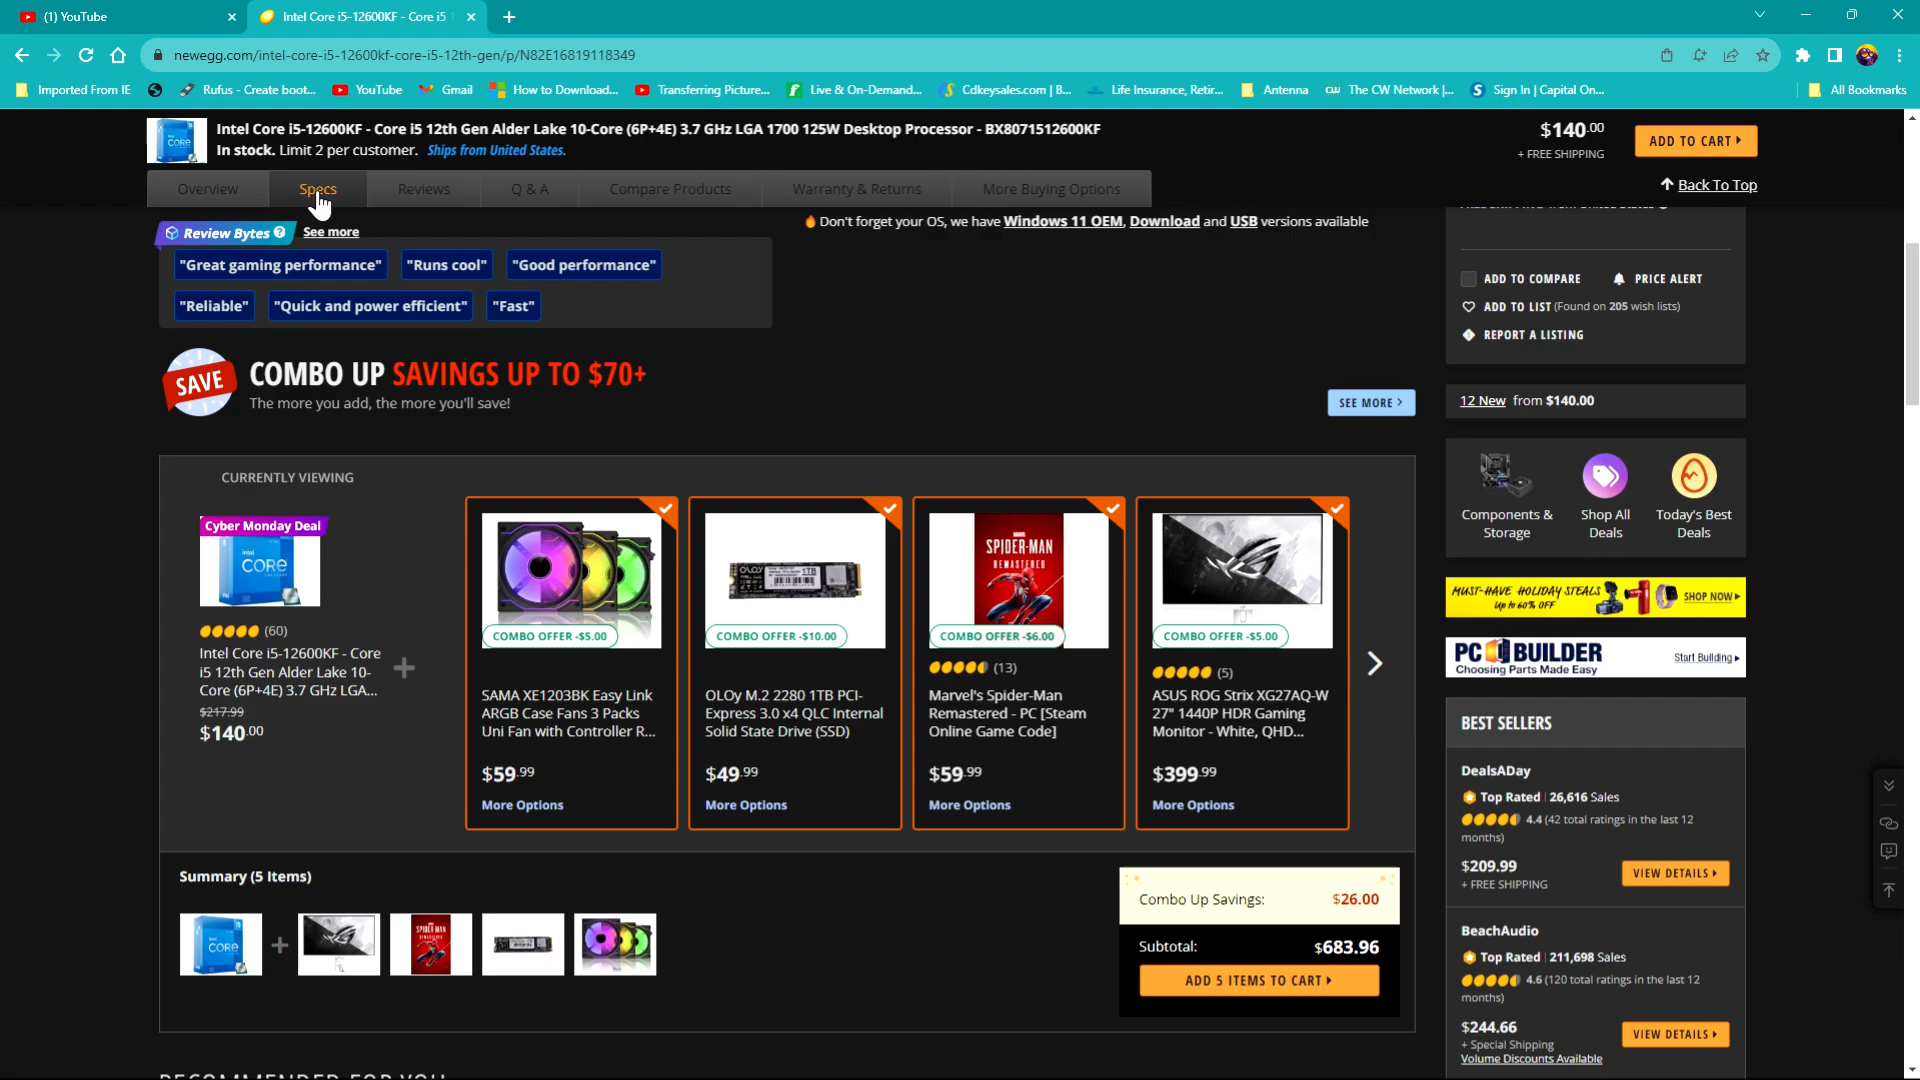 (1) YouTube
Intel Core i5-12600KF - Core i5
newegg.com/intel-core-i5-12600kf-core-i5-12th-gen/p/N82E16819118349
Imported From IE
Rufus - Create boot...
YouTube
Gmail
How to Download...
Transferring Picture...
Live & On-Demand...
Cdkeysales.com | B...
Life Insurance, Retir...
Antenna
The CW Network |...
Sign In | Capital On...
All Bookmarks
Intel Core i5-12600KF - Core i5 12th Gen Alder Lake 10-Core (6P+4E) 3.7 GHz LGA 1700 125W Desktop Processor - BX8071512600KF
In stock. Limit 2 per customer. Ships from United States.
$140.00
+ FREE SHIPPING
ADD TO CART
Overview
Specs
Reviews
Q & A
Compare Products
Warranty & Returns
More Buying Options
Back To Top
Review Bytes
See more
"Great gaming performance"
"Runs cool"
"Good performance"
"Reliable"
"Quick and power efficient"
"Fast"
Don't forget your OS, we have Windows 11 OEM, Download and USB versions available
ADD TO COMPARE
PRICE ALERT
ADD TO LIST (Found on 205 wish lists)
REPORT A LISTING
SAVE
COMBO UP SAVINGS UP TO $70+
The more you add, the more you'll save!
SEE MORE
12 New from $140.00
Components &
Storage
Shop All
Deals
Today's Best
Deals
MUST-HAVE HOLIDAY STEALS
Up to 60% OFF
SHOP NOW
PC BUILDER
Choosing Parts Made Easy
Start Building
CURRENTLY VIEWING
Cyber Monday Deal
intel
CORE
(60)
Intel Core i5-12600KF - Core
i5 12th Gen Alder Lake 10-
Core (6P+4E) 3.7 GHz LGA...
$217.99
$140.00
COMBO OFFER -$5.00
SAMA XE1203BK Easy Link
ARGB Case Fans 3 Packs
Uni Fan with Controller R...
$59.99
More Options
OLOy 1TB
COMBO OFFER -$10.00
OLOy M.2 2280 1TB PCI-
Express 3.0 x4 QLC Internal
Solid State Drive (SSD)
$49.99
More Options
MARVEL
SPIDER-MAN
REMASTERED
COMBO OFFER -$6.00
(13)
Marvel's Spider-Man
Remastered - PC [Steam
Online Game Code]
$59.99
More Options
COMBO OFFER -$5.00
(5)
ASUS ROG Strix XG27AQ-W
27" 1440P HDR Gaming
Monitor - White, QHD...
$399.99
More Options
Summary (5 Items)
CORE
SPIDER-MAN
Combo Up Savings: $26.00
Subtotal: $683.96
ADD 5 ITEMS TO CART
BEST SELLERS
DealsADay
Top Rated | 26,616 Sales
4.4 (42 total ratings in the last 12
months)
$209.99
+ FREE SHIPPING
VIEW DETAILS
BeachAudio
Top Rated | 211,698 Sales
4.6 (120 total ratings in the last 12
months)
$244.66
+ Special Shipping
Volume Discounts Available
VIEW DETAILS